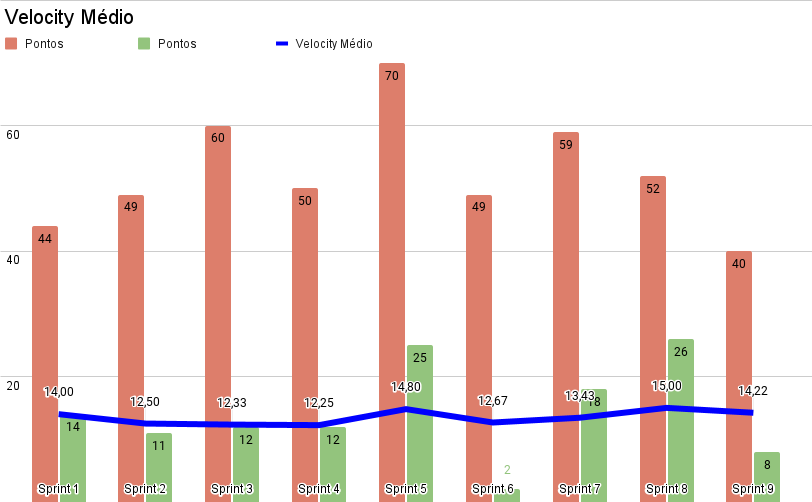 Velocity Médio
Pontos Pontos Velocity Médio
70
60 60 59
49 50 49 52
44
40 40
25 26
20
14,00 12,50 12,33 12,25 14,80 12,67 13,43 18 15,00 14,22
14 11 12 12 2 8
Sprint 1 Sprint 2 Sprint 3 Sprint 4 Sprint 5 Sprint 6 Sprint 7 Sprint 8 Sprint 9